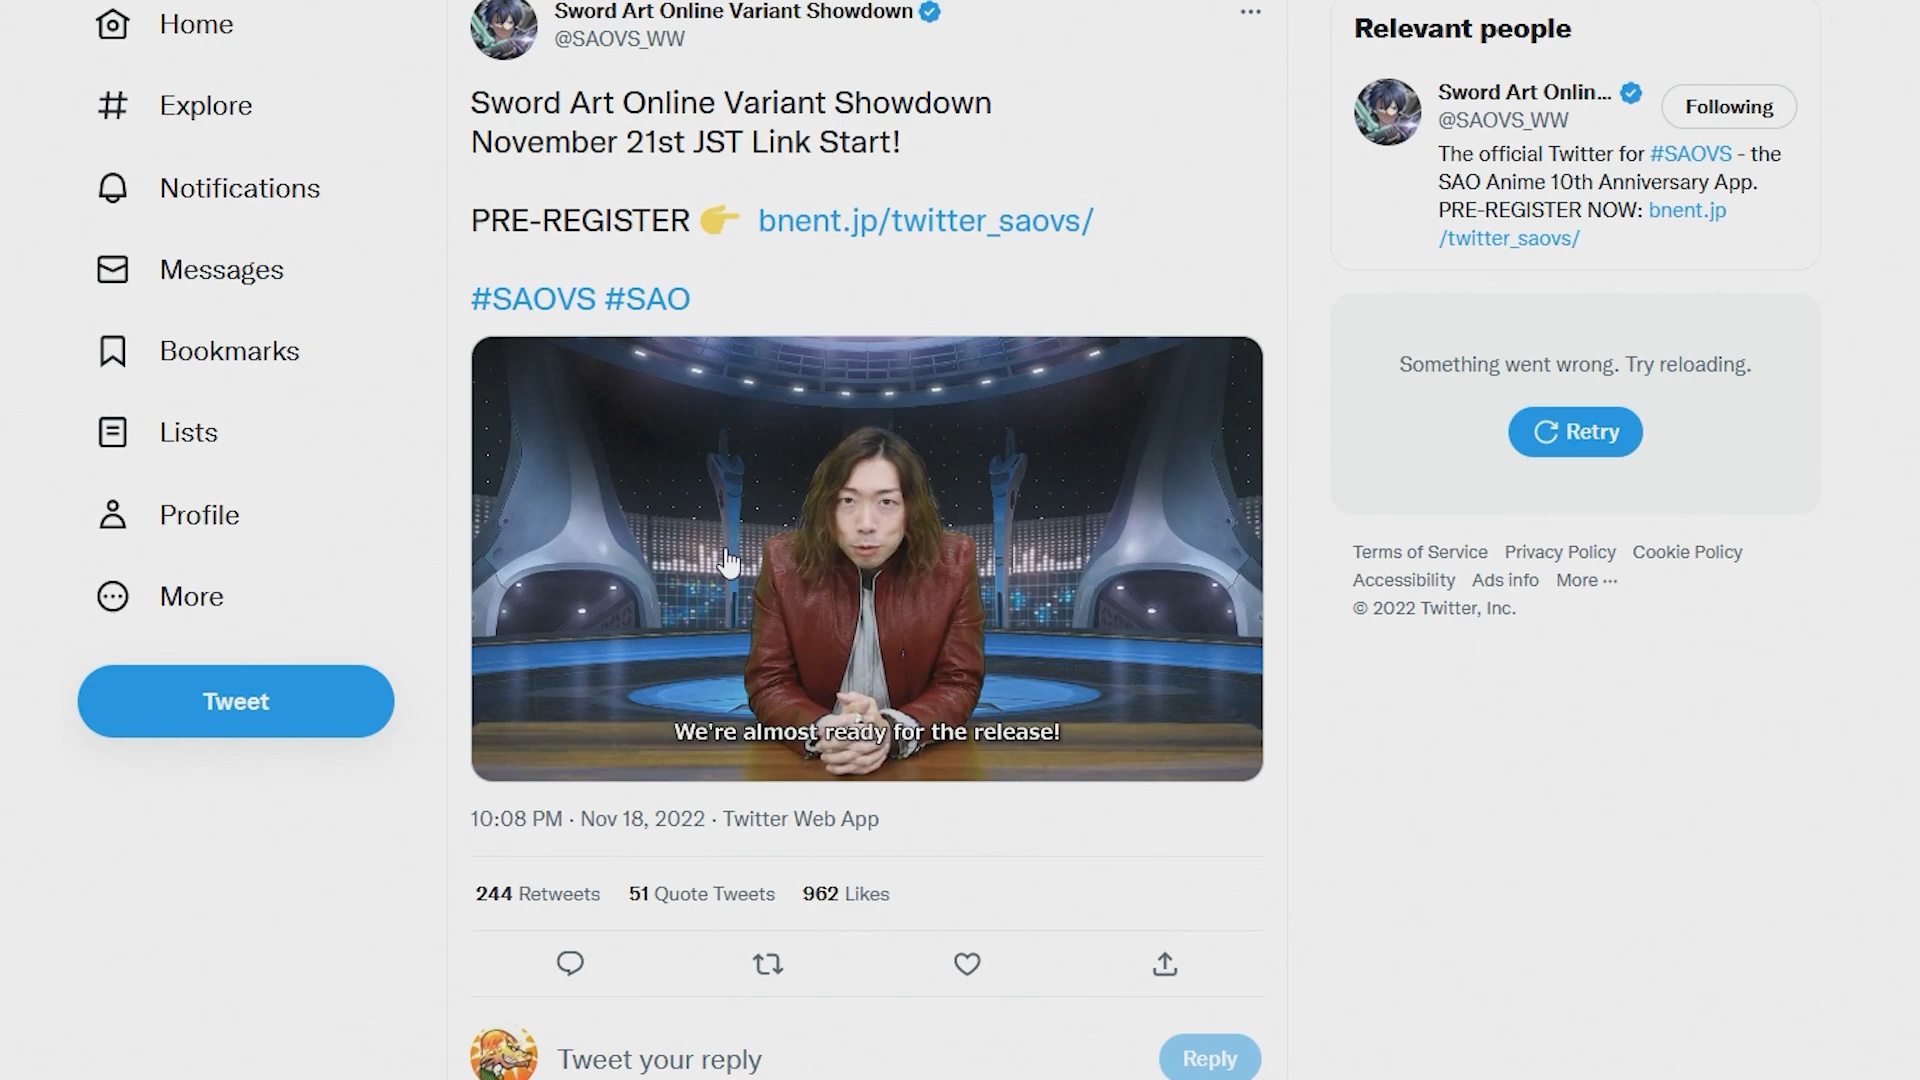 Home
Explore
Notifications
Messages
Bookmarks
Lists
Profile
More
Tweet
Sword Art Online Variant Showdown
@SAOVS_WW
Sword Art Online Variant Showdown
November 21st JST Link Start!
PRE-REGISTER 👉 bnent.jp/twitter_saovs/
#SAOVS #SAO
We're almost ready for the release!
10:08 PM · Nov 18, 2022 · Twitter Web App
244 Retweets 51 Quote Tweets 962 Likes
Tweet your reply
Reply
Relevant people
Sword Art Onlin...
@SAOVS_WW
Following
The official Twitter for #SAOVS - the
SAO Anime 10th Anniversary App.
PRE-REGISTER NOW: bnent.jp
/twitter_saovs/
Something went wrong. Try reloading.
Retry
Terms of Service Privacy Policy Cookie Policy
Accessibility Ads info More ···
© 2022 Twitter, Inc.